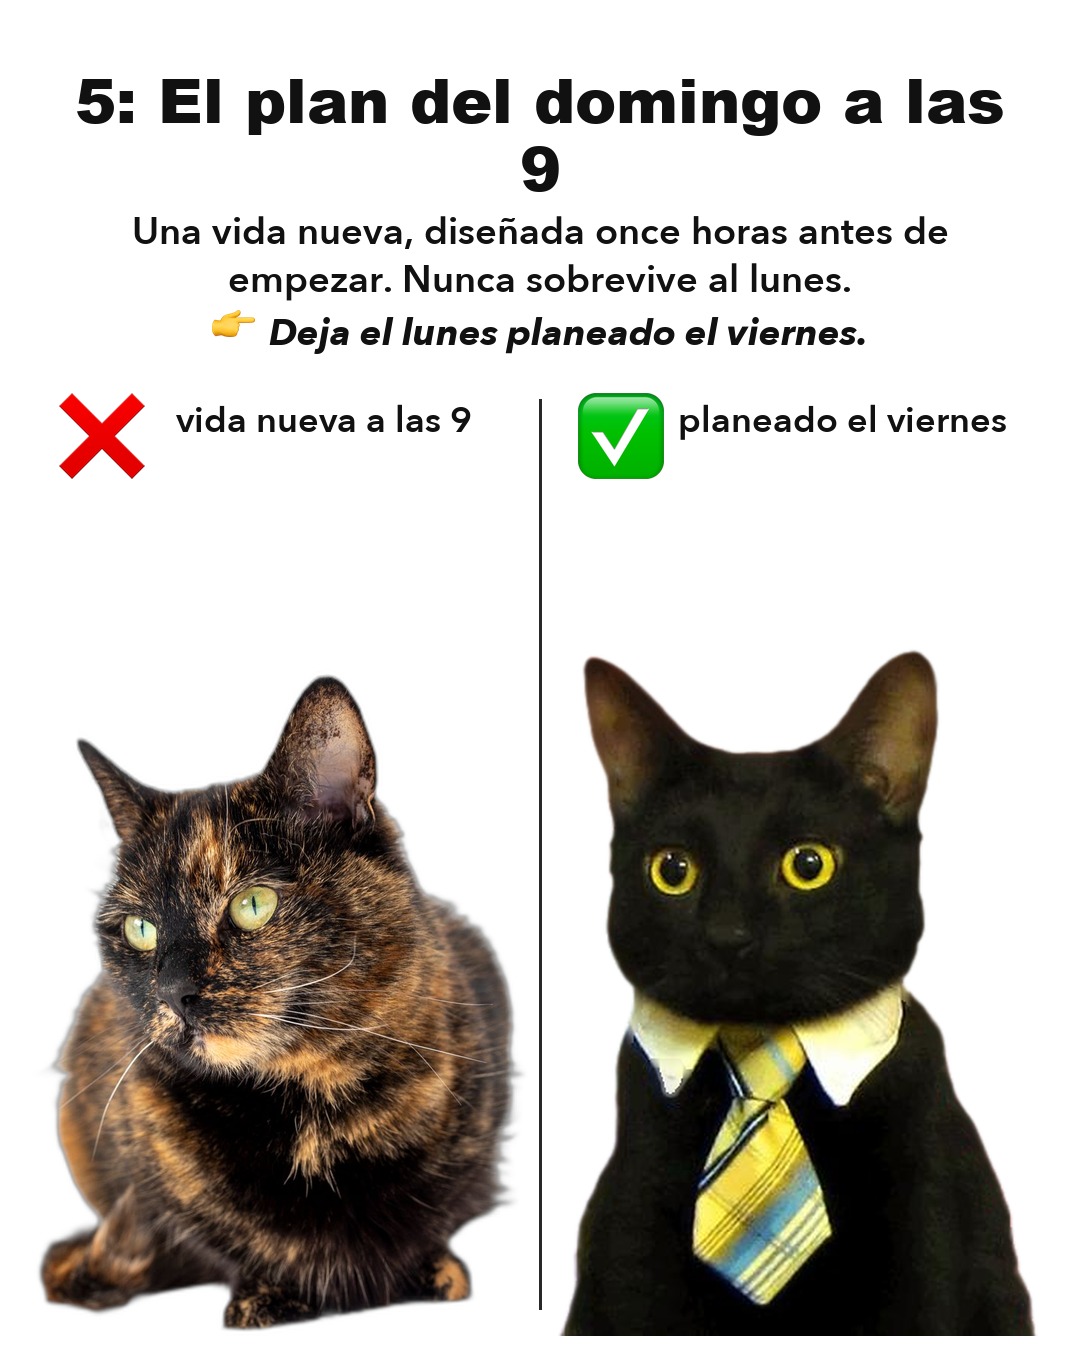 5: El plan del domingo a las
9
Una vida nueva, diseñada once horas antes de
empezar. Nunca sobrevive al lunes.
👉 Deja el lunes planeado el viernes.
❌ vida nueva a las 9
✅ planeado el viernes